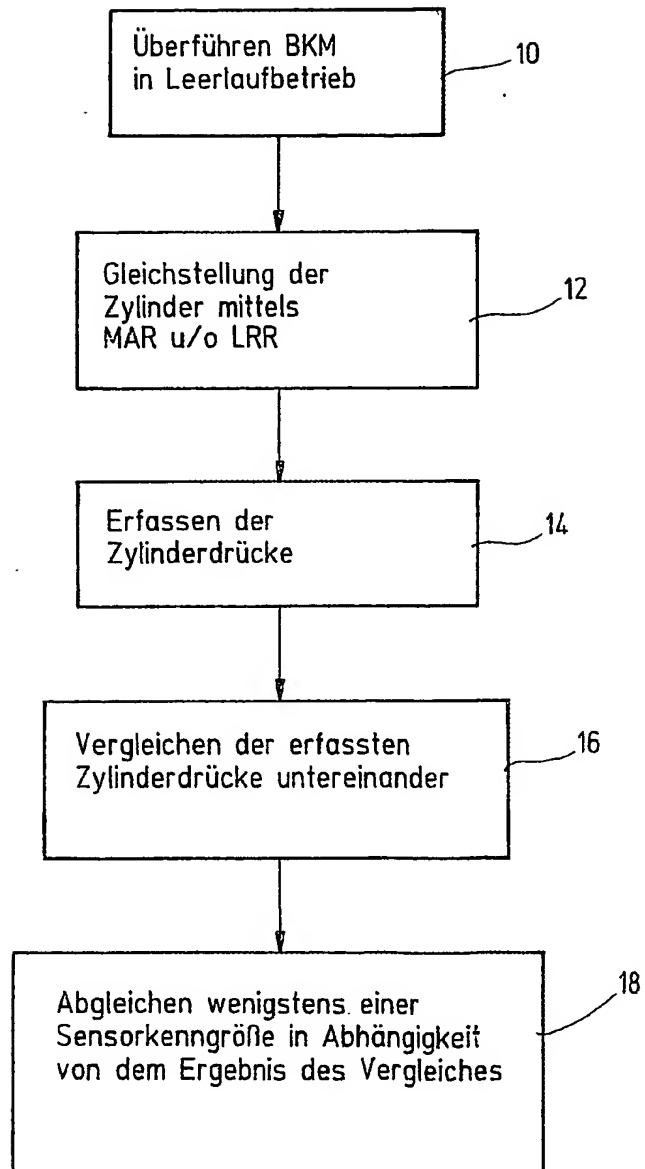 Überführen BKM
in Leerlaufbetrieb
10
Gleichstellung der
Zylinder mittels
MAR u/o LRR
12
Erfassen der
Zylinderdrücke
14
Vergleichen der erfassten
Zylinderdrücke untereinander
16
Abgleichen wenigstens einer
Sensorkenngröße in Abhängigkeit
von dem Ergebnis des Vergleiches
18